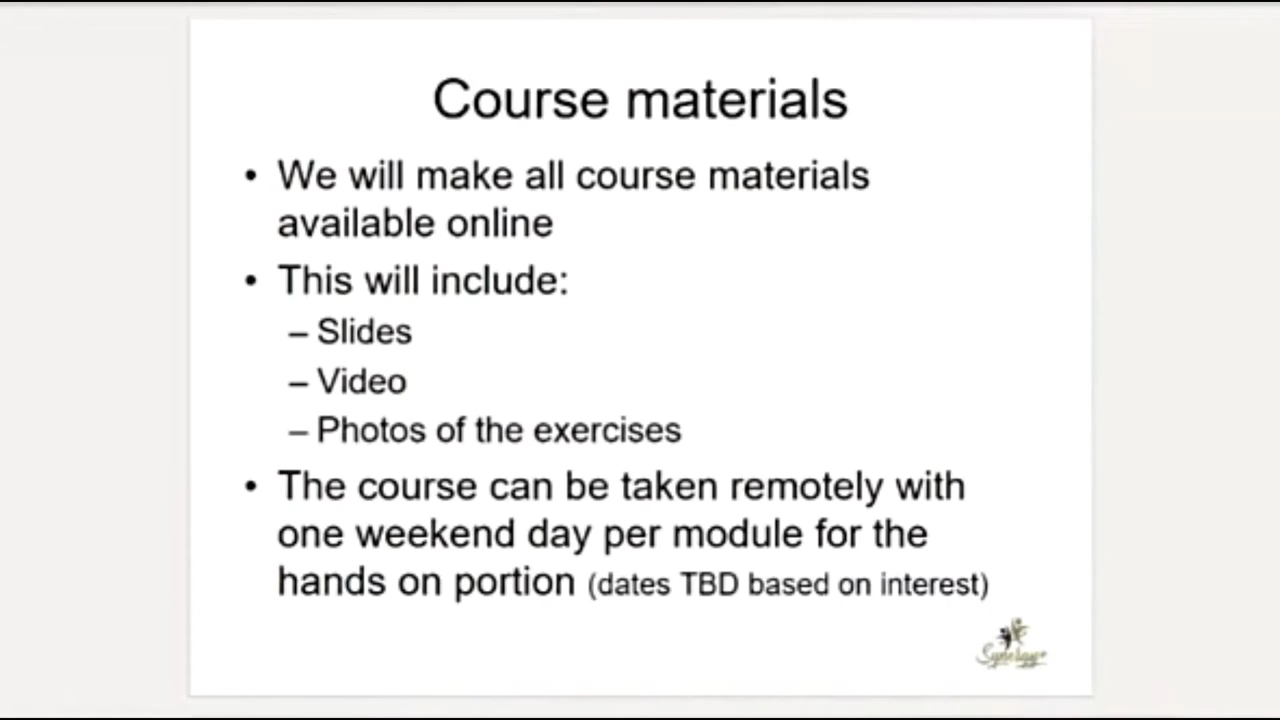 Course materials
• We will make all course materials
available online
• This will include:
– Slides
– Video
– Photos of the exercises
• The course can be taken remotely with
one weekend day per module for the
hands on portion (dates TBD based on interest)